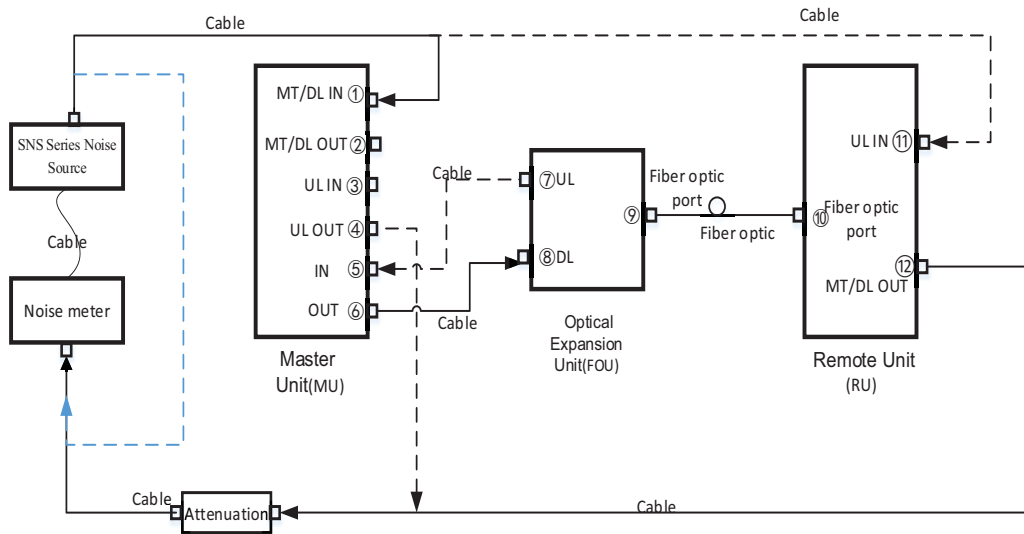 Cable
Cable
SNS Series Noise
Source
Cable
Noise meter
MT/DL IN ①
MT/DL OUT ②
UL IN ③
UL OUT ④
IN ⑤
OUT ⑥
Master
Unit(MU)
Cable
Cable
⑦UL
⑧DL
⑨
Optical
Expansion
Unit(FOU)
Fiber optic
port
Fiber optic
UL IN ⑪
⑩Fiber optic
port
⑫
MT/DL OUT
Remote Unit
(RU)
Cable
Attenuation
Cable